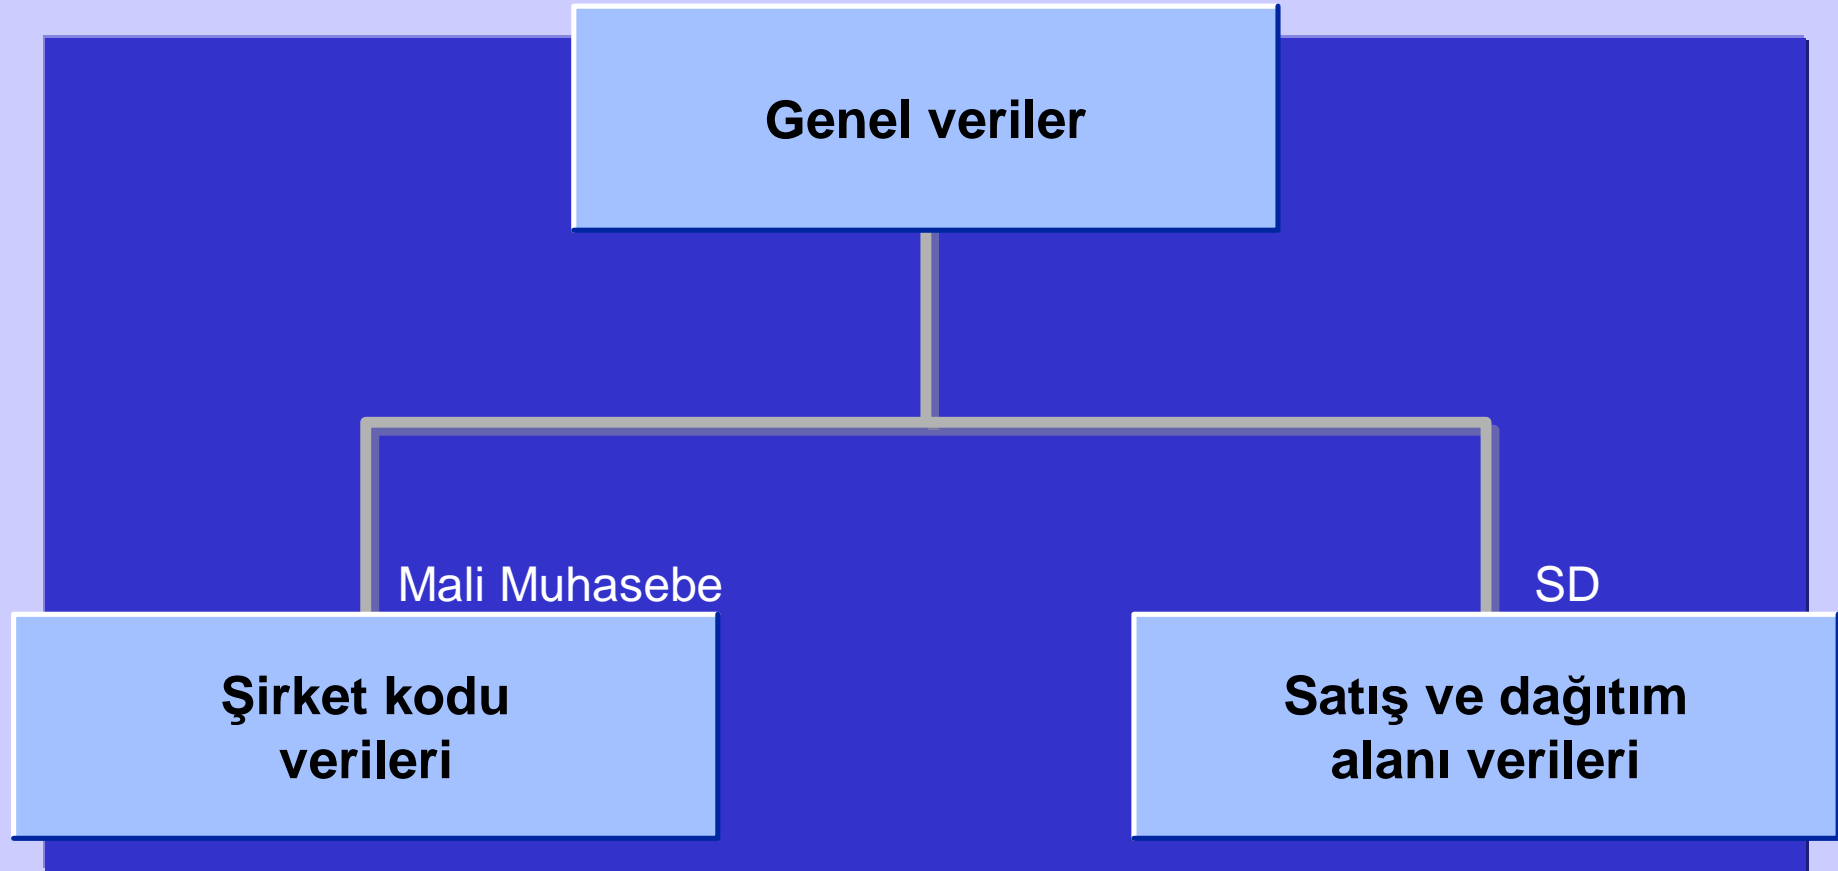 Genel veriler
Mali Muhasebe
SD
Şirket kodu
verileri
Satış ve dağıtım
alanı verileri